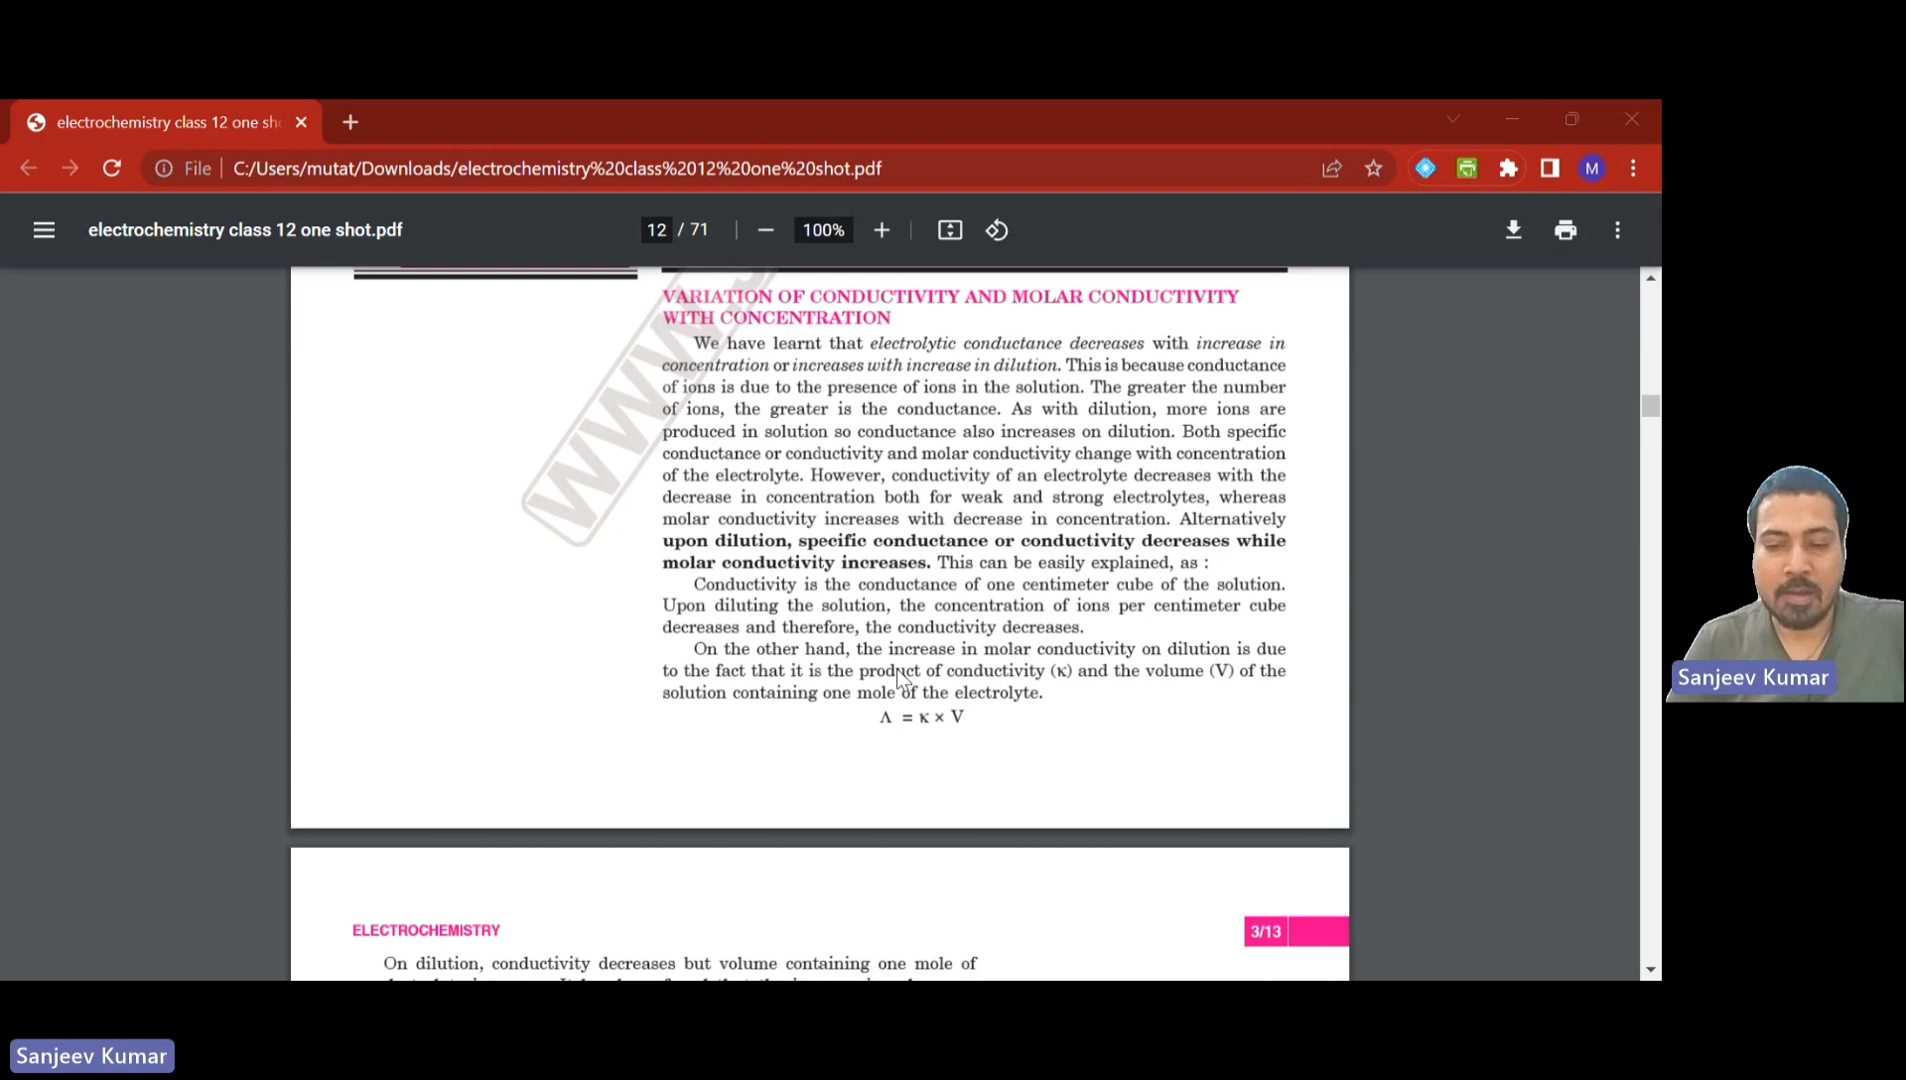 electrochemistry class 12 one sh
File C:/Users/mutat/Downloads/electrochemistry%20class%2012%20one%20shot.pdf
M
electrochemistry class 12 one shot.pdf
12 / 71
100%
WWW.
VARIATION OF CONDUCTIVITY AND MOLAR CONDUCTIVITY
WITH CONCENTRATION
We have learnt that electrolytic conductance decreases with increase in
concentration or increases with increase in dilution. This is because conductance
of ions is due to the presence of ions in the solution. The greater the number
of ions, the greater is the conductance. As with dilution, more ions are
produced in solution so conductance also increases on dilution. Both specific
conductance or conductivity and molar conductivity change with concentration
of the electrolyte. However, conductivity of an electrolyte decreases with the
decrease in concentration both for weak and strong electrolytes, whereas
molar conductivity increases with decrease in concentration. Alternatively
upon dilution, specific conductance or conductivity decreases while
molar conductivity increases. This can be easily explained, as :
Conductivity is the conductance of one centimeter cube of the solution.
Upon diluting the solution, the concentration of ions per centimeter cube
decreases and therefore, the conductivity decreases.
On the other hand, the increase in molar conductivity on dilution is due
to the fact that it is the product of conductivity (κ) and the volume (V) of the
solution containing one mole of the electrolyte.
Λ = κ × V
ELECTROCHEMISTRY
3/13
On dilution, conductivity decreases but volume containing one mole of
Sanjeev Kumar
Sanjeev Kumar